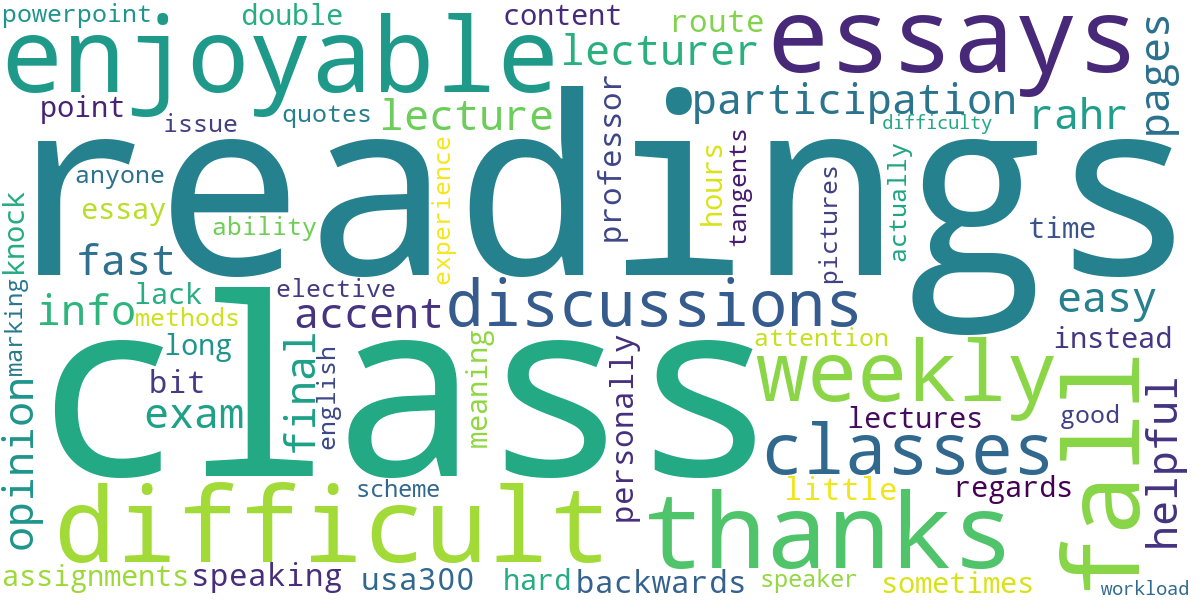 powerpoint
double
content
route
enjoyable
lecturer
essays
pages
point
issue
quotes
lecture
professor
participation
difficulty
rahr
readings
anyone
essay
ability
experience
hours
tangents
pictures
actually
time
knock
fast
elective
info
lack
methods
accent
discussions
easy
marking
long
class
attention
instead
bit
exam
final
english
meaning
personally
weekly
fall
helpful
opinion
lectures
good
classes
difficult
scheme
thanks
little
regards
assignments
speaking
usa300
hard
backwards
speaker
sometimes
workload